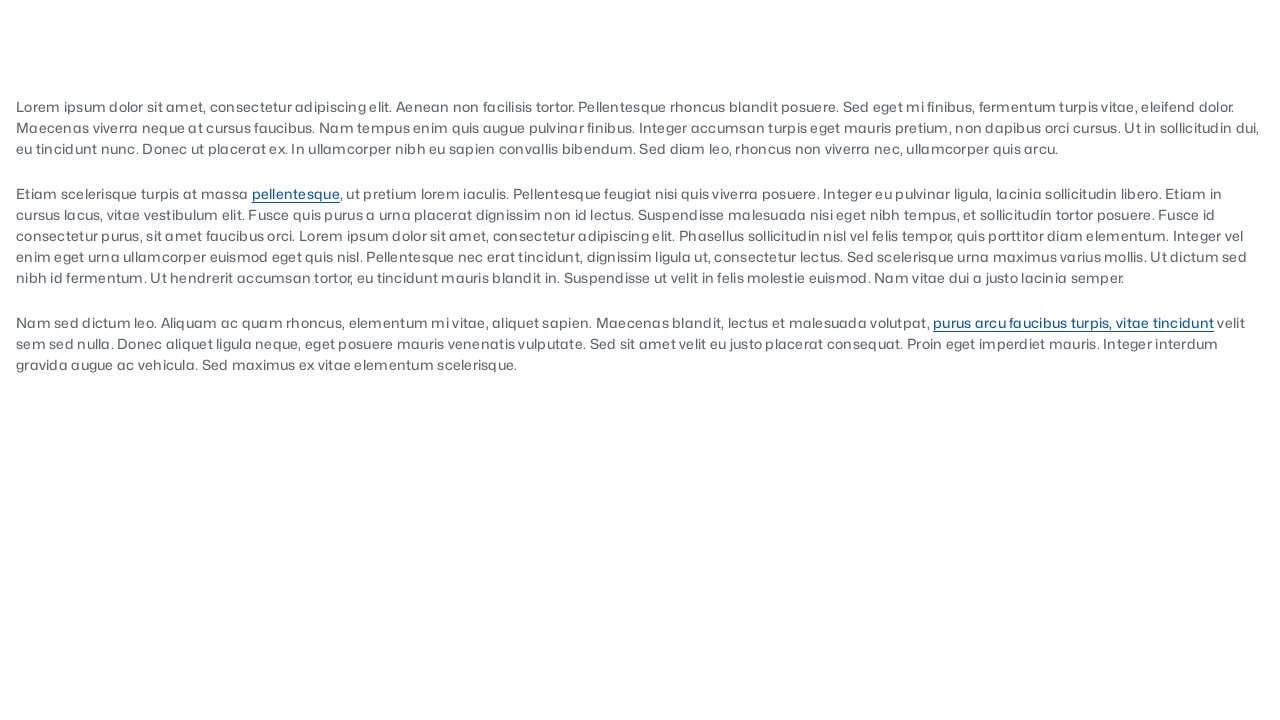 Lorem ipsum dolor sit amet, consectetur adipiscing elit. Aenean non facilisis tortor. Pellentesque rhoncus blandit posuere. Sed eget mi finibus, fermentum turpis vitae, eleifend dolor.
Maecenas viverra neque at cursus faucibus. Nam tempus enim quis augue pulvinar finibus. Integer accumsan turpis eget mauris pretium, non dapibus orci cursus. Ut in sollicitudin dui,
eu tincidunt nunc. Donec ut placerat ex. In ullamcorper nibh eu sapien convallis bibendum. Sed diam leo, rhoncus non viverra nec, ullamcorper quis arcu.
Etiam scelerisque turpis at massa pellentesque, ut pretium lorem iaculis. Pellentesque feugiat nisi quis viverra posuere. Integer eu pulvinar ligula, lacinia sollicitudin libero. Etiam in
cursus lacus, vitae vestibulum elit. Fusce quis purus a urna placerat dignissim non id lectus. Suspendisse malesuada nisi eget nibh tempus, et sollicitudin tortor posuere. Fusce id
consectetur purus, sit amet faucibus orci. Lorem ipsum dolor sit amet, consectetur adipiscing elit. Phasellus sollicitudin nisl vel felis tempor, quis porttitor diam elementum. Integer vel
enim eget urna ullamcorper euismod eget quis nisl. Pellentesque nec erat tincidunt, dignissim ligula ut, consectetur lectus. Sed scelerisque urna maximus varius mollis. Ut dictum sed
nibh id fermentum. Ut hendrerit accumsan tortor, eu tincidunt mauris blandit in. Suspendisse ut velit in felis molestie euismod. Nam vitae dui a justo lacinia semper.
Nam sed dictum leo. Aliquam ac quam rhoncus, elementum mi vitae, aliquet sapien. Maecenas blandit, lectus et malesuada volutpat, purus arcu faucibus turpis, vitae tincidunt velit
sem sed nulla. Donec aliquet ligula neque, eget posuere mauris venenatis vulputate. Sed sit amet velit eu justo placerat consequat. Proin eget imperdiet mauris. Integer interdum
gravida augue ac vehicula. Sed maximus ex vitae elementum scelerisque.